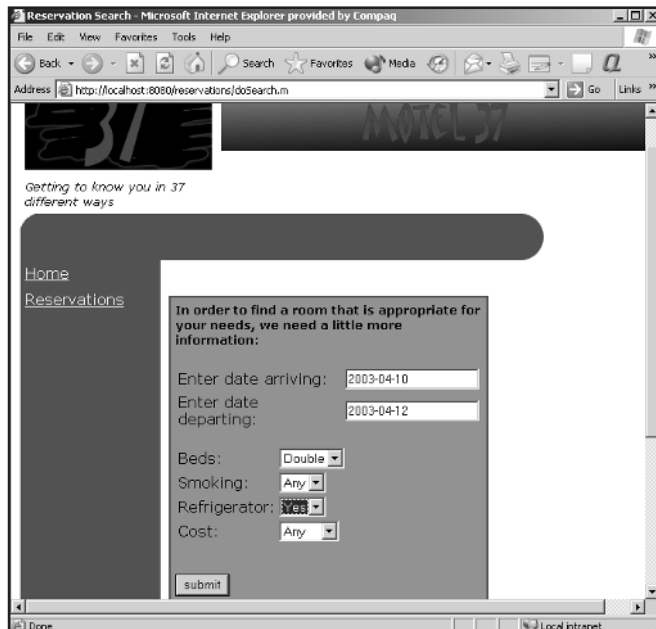 Reservation Search - Microsoft Internet Explorer provided by Compaq
File Edit View Favorites Tools Help
Back Search Favorites Media
Address http://localhost:8080/reservations/doSearch.m Go Links »
37 MOTEL 37
Getting to know you in 37
different ways
Home
Reservations
In order to find a room that is appropriate for
your needs, we need a little more
information:
Enter date arriving: 2003-04-10
Enter date
departing: 2003-04-12
Beds: Double
Smoking: Any
Refrigerator: Yes
Cost: Any
submit
Done Local intranet